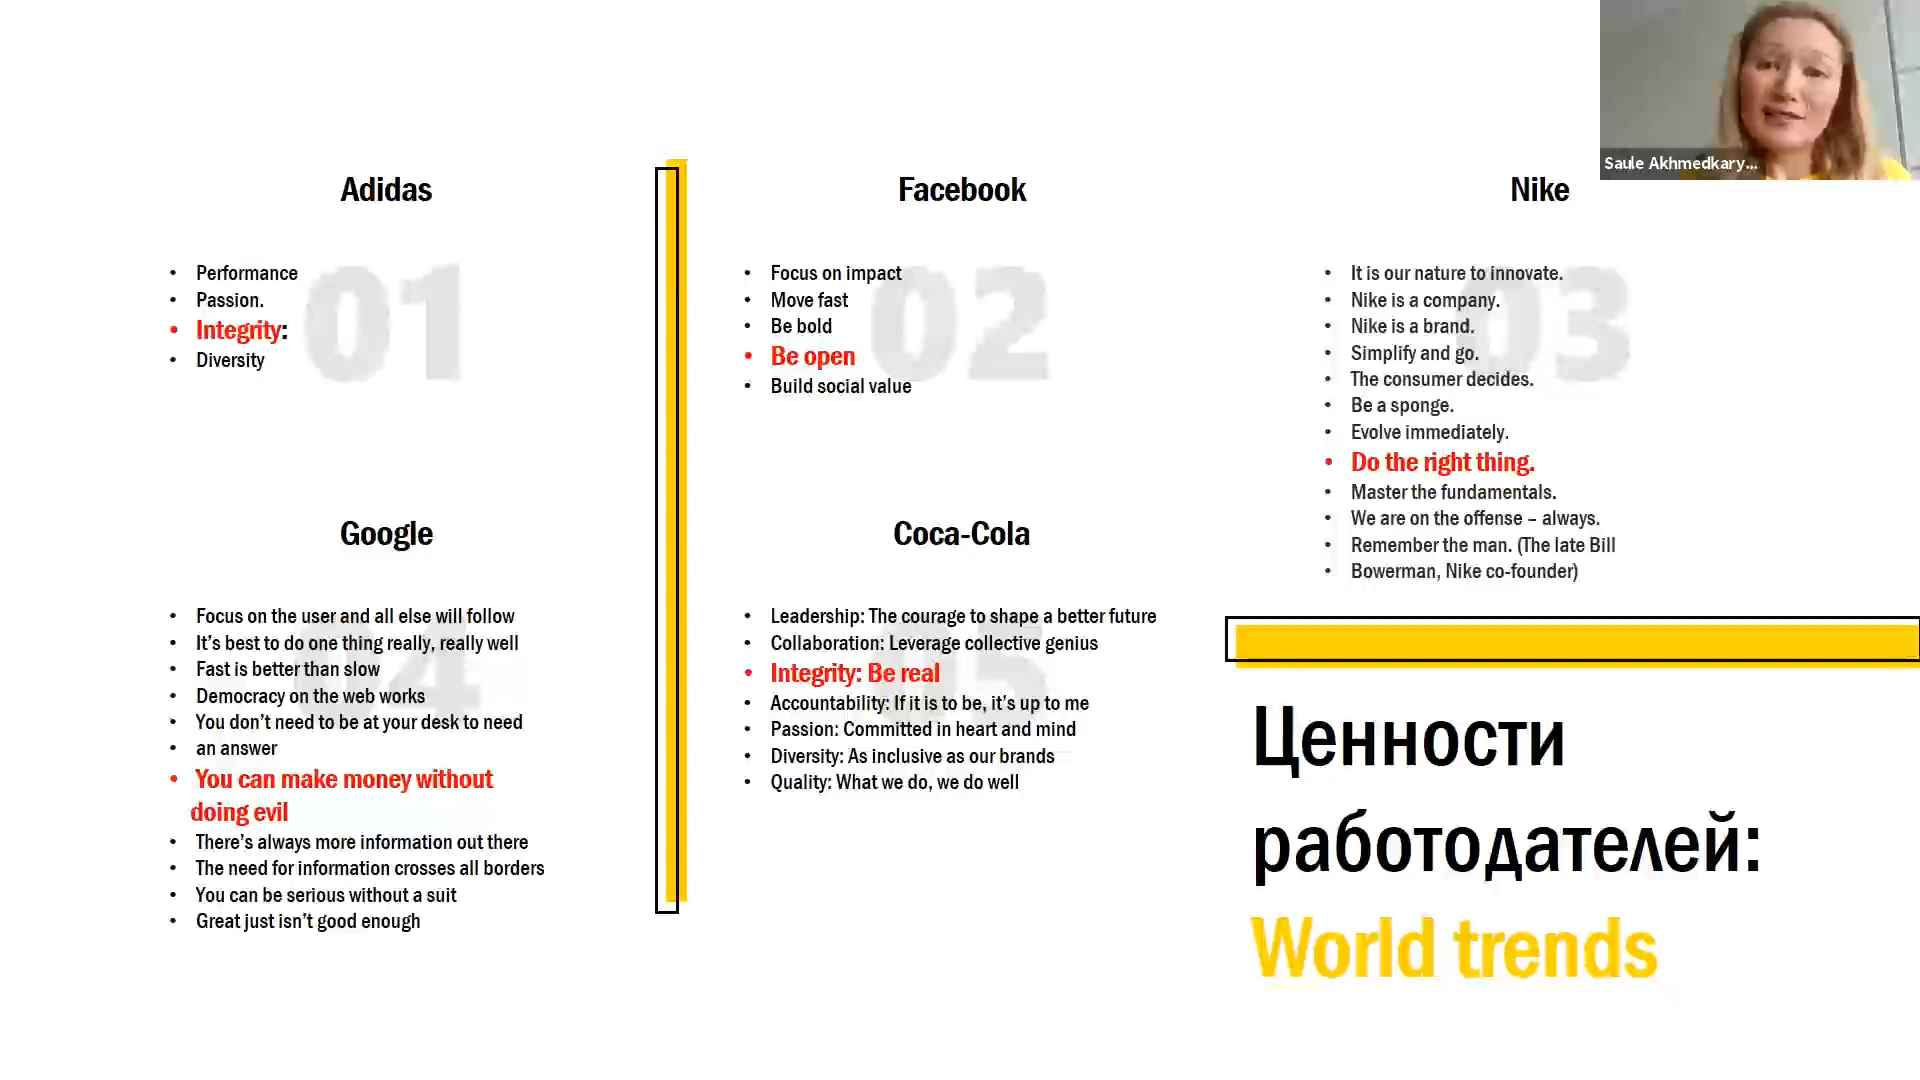 Adidas
01
Performance
Passion.
Integrity:
Diversity
Facebook
02
Focus on impact
Move fast
Be bold
Be open
Build social value
Nike
03
It is our nature to innovate.
Nike is a company.
Nike is a brand.
Simplify and go.
The consumer decides.
Be a sponge.
Evolve immediately.
Do the right thing.
Master the fundamentals.
We are on the offense – always.
Remember the man. (The late Bill
Bowerman, Nike co-founder)
Google
04
Focus on the user and all else will follow
It’s best to do one thing really, really well
Fast is better than slow
Democracy on the web works
You don’t need to be at your desk to need
an answer
You can make money without
doing evil
There’s always more information out there
The need for information crosses all borders
You can be serious without a suit
Great just isn’t good enough
Coca-Cola
05
Leadership: The courage to shape a better future
Collaboration: Leverage collective genius
Integrity: Be real
Accountability: If it is to be, it’s up to me
Passion: Committed in heart and mind
Diversity: As inclusive as our brands
Quality: What we do, we do well
Ценности
работодателей:
World trends
Saule Akhmedkary...